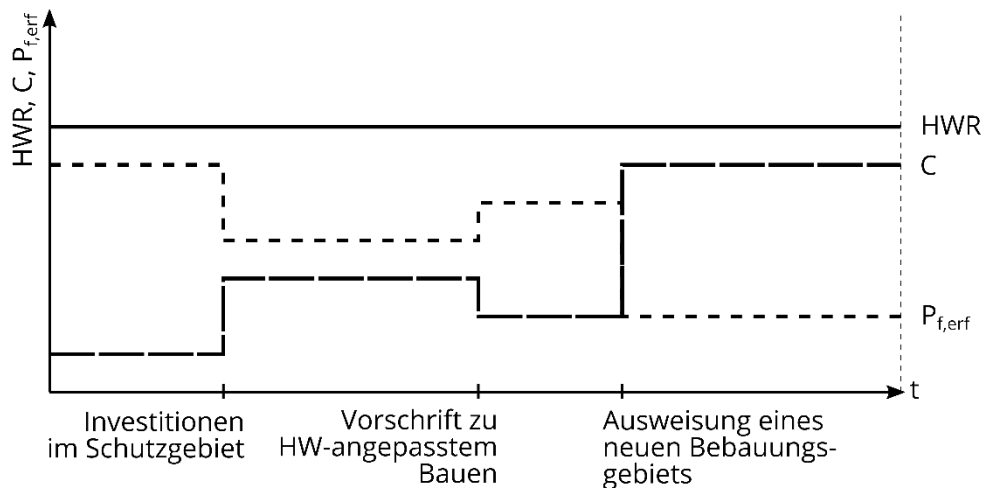 HWR, C, P_f,erf
HWR
C
P_f,erf
t
Investitionen
im Schutzgebiet
Vorschrift zu
HW-angepasstem
Bauen
Ausweisung eines
neuen Bebauungs-
gebiets